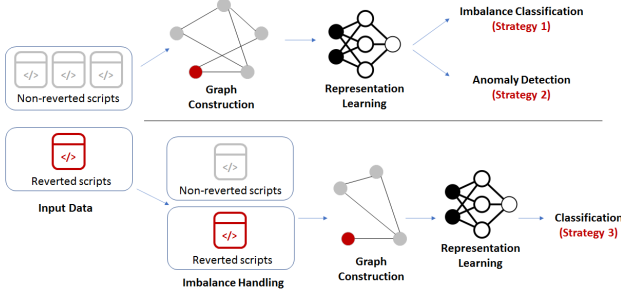 Imbalance Classification
(Strategy 1)
</>
</>
</>
Non-reverted scripts
Graph
Construction
Representation
Learning
Anomaly Detection
(Strategy 2)
</>
Reverted scripts
Input Data
</>
Non-reverted scripts
</>
Reverted scripts
Imbalance Handling
Graph
Construction
Representation
Learning
Classification
(Strategy 3)